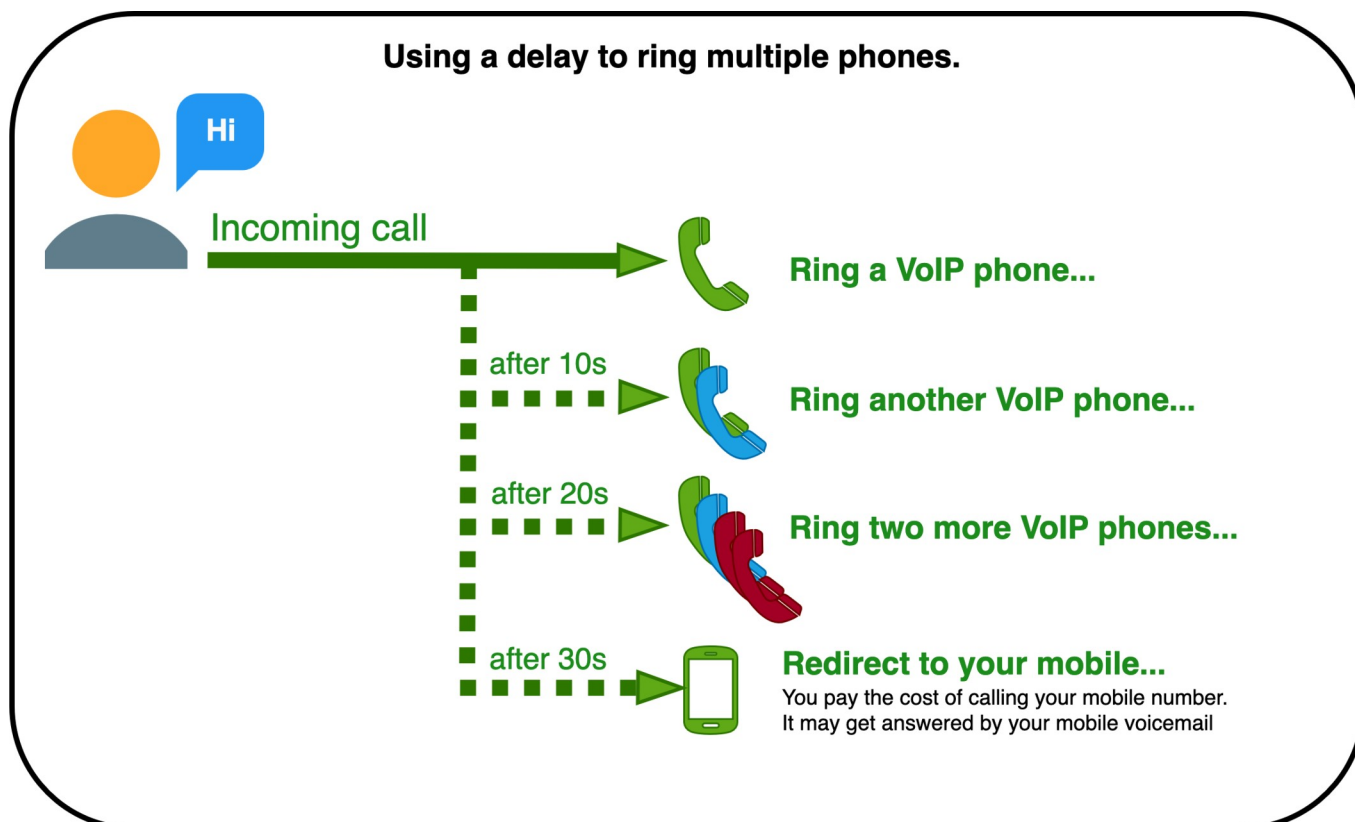 Using a delay to ring multiple phones.
Hi
Incoming call
Ring a VoIP phone...
after 10s
Ring another VoIP phone...
after 20s
Ring two more VoIP phones...
after 30s
Redirect to your mobile...
You pay the cost of calling your mobile number.
It may get answered by your mobile voicemail